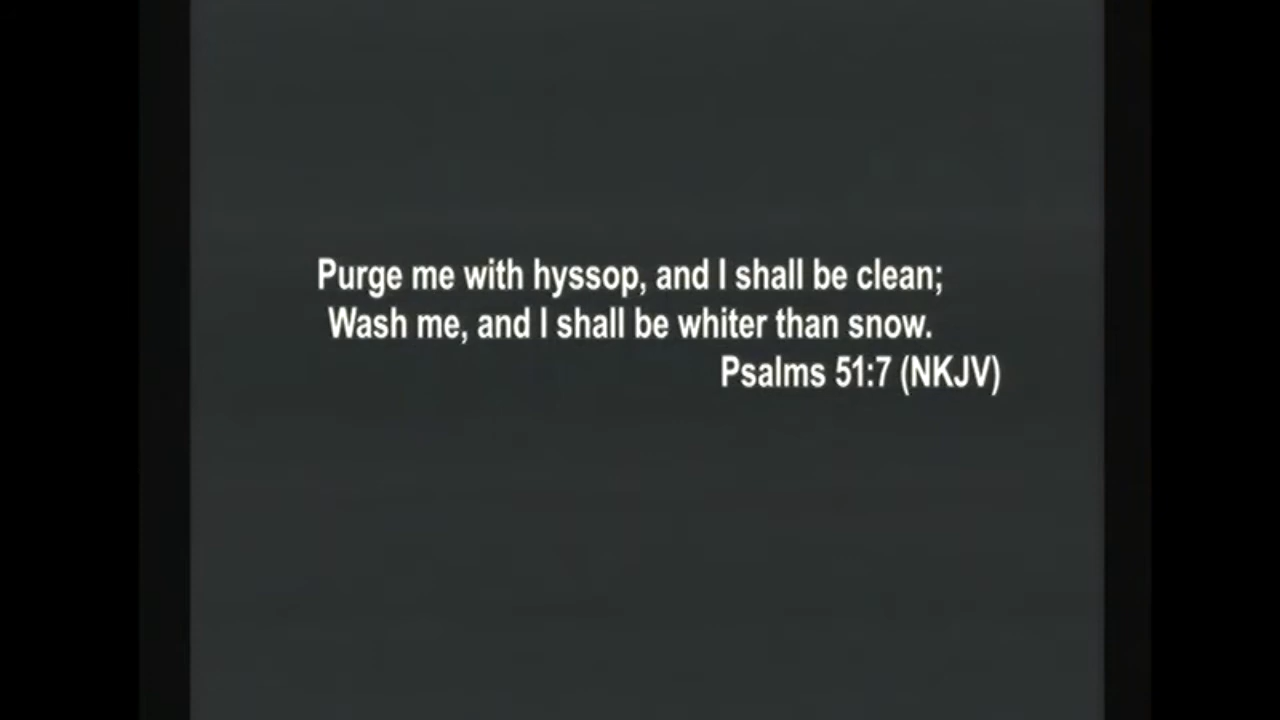 Purge me with hyssop, and I shall be clean;
Wash me, and I shall be whiter than snow.
Psalms 51:7 (NKJV)